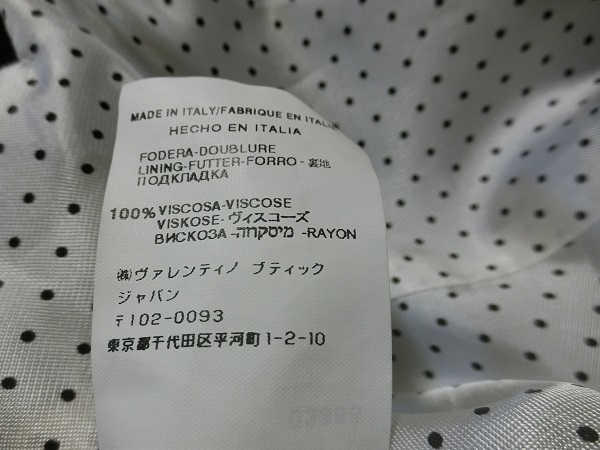 MADE IN ITALY/FABRIQUE EN ITALIE
HECHO EN ITALIA
FODERA-DOUBLURE
LINING-FUTTER-FORRO-裏地
ПОДКЛАДКА
100% VISCOSA-VISCOSE
VISKOSE-ヴィスコーズ
ВИСКОЗА-מיסקוזה-RAYON
㈱ヴァレンティノ ブティック
ジャパン
〒102-0093
東京都千代田区平河町1-2-10